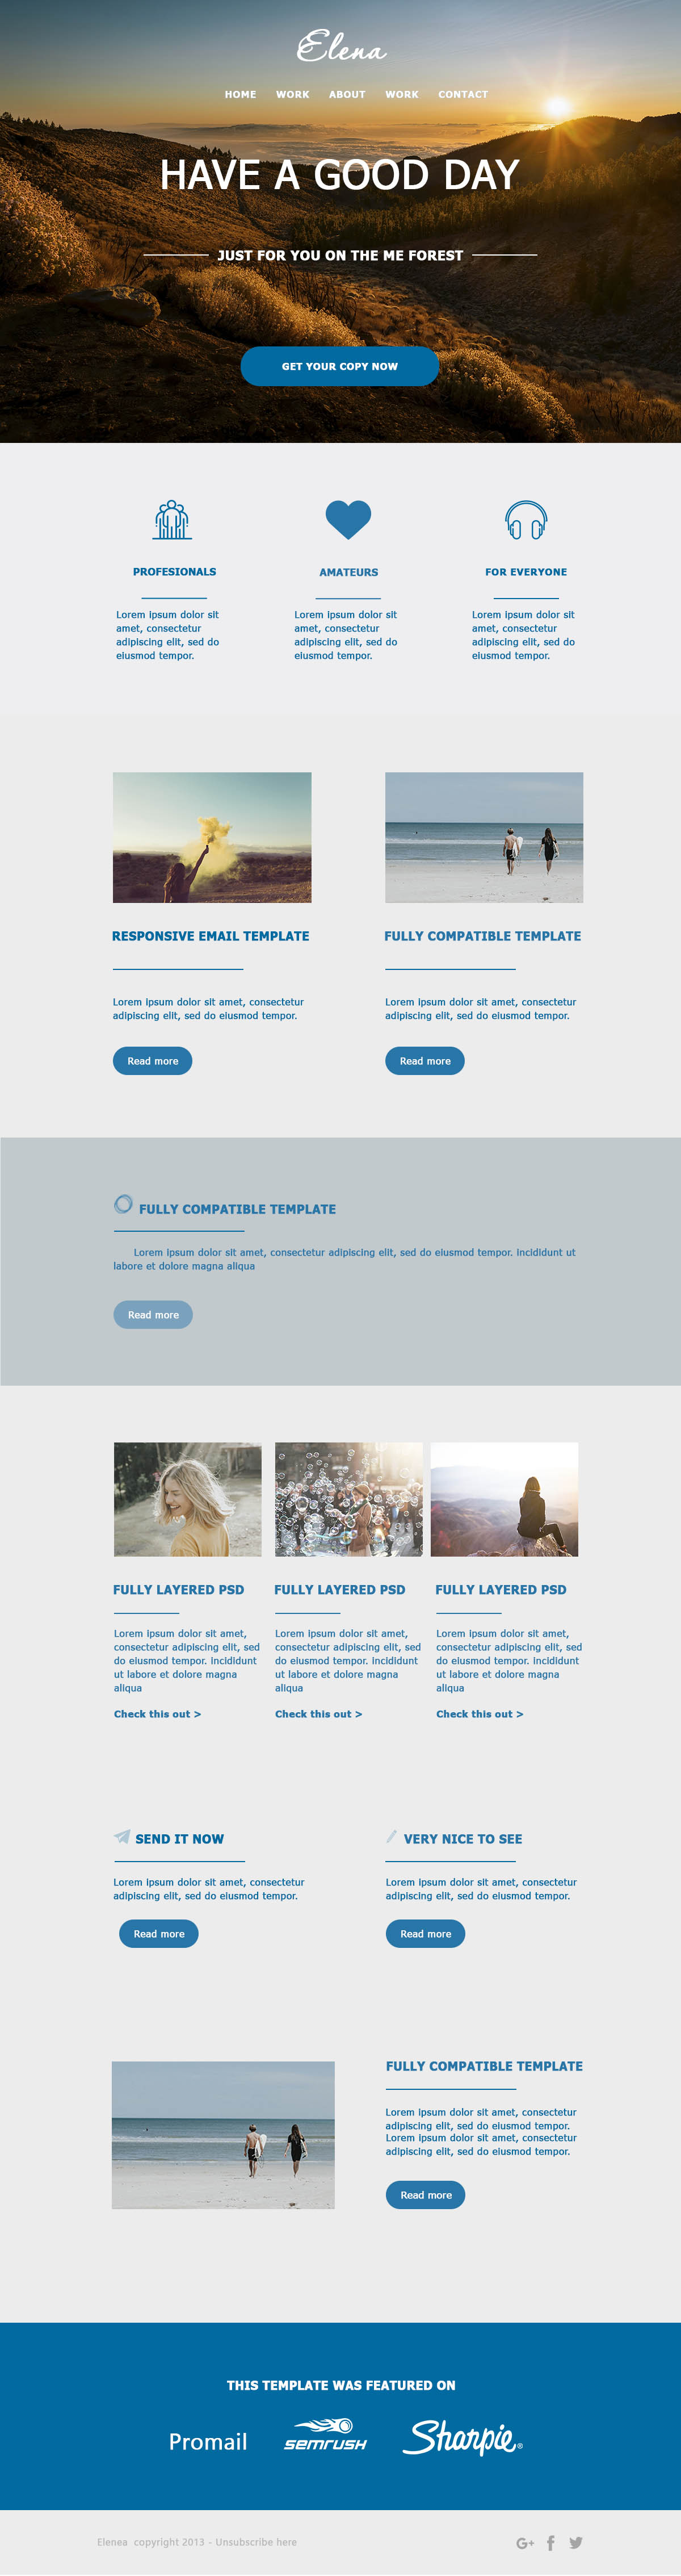 Elena
HOME WORK ABOUT WORK CONTACT
HAVE A GOOD DAY
JUST FOR YOU ON THE ME FOREST
GET YOUR COPY NOW
PROFESIONALS
Lorem ipsum dolor sit
amet, consectetur
adipiscing elit, sed do
eiusmod tempor.
AMATEURS
Lorem ipsum dolor sit
amet, consectetur
adipiscing elit, sed do
eiusmod tempor.
FOR EVERYONE
Lorem ipsum dolor sit
amet, consectetur
adipiscing elit, sed do
eiusmod tempor.
RESPONSIVE EMAIL TEMPLATE
Lorem ipsum dolor sit amet, consectetur
adipiscing elit, sed do eiusmod tempor.
Read more
FULLY COMPATIBLE TEMPLATE
Lorem ipsum dolor sit amet, consectetur
adipiscing elit, sed do eiusmod tempor.
Read more
FULLY COMPATIBLE TEMPLATE
Lorem ipsum dolor sit amet, consectetur adipiscing elit, sed do eiusmod tempor. Incididunt ut
labore et dolore magna aliqua
Read more
FULLY LAYERED PSD
Lorem ipsum dolor sit amet,
consectetur adipiscing elit, sed
do eiusmod tempor. Incididunt
ut labore et dolore magna
aliqua
Check this out >
FULLY LAYERED PSD
Lorem ipsum dolor sit amet,
consectetur adipiscing elit, sed
do eiusmod tempor. Incididunt
ut labore et dolore magna
aliqua
Check this out >
FULLY LAYERED PSD
Lorem ipsum dolor sit amet,
consectetur adipiscing elit, sed
do eiusmod tempor. Incididunt
ut labore et dolore magna
aliqua
Check this out >
SEND IT NOW
Lorem ipsum dolor sit amet, consectetur
adipiscing elit, sed do eiusmod tempor.
Read more
VERY NICE TO SEE
Lorem ipsum dolor sit amet, consectetur
adipiscing elit, sed do eiusmod tempor.
Read more
FULLY COMPATIBLE TEMPLATE
Lorem ipsum dolor sit amet, consectetur
adipiscing elit, sed do eiusmod tempor.
Lorem ipsum dolor sit amet, consectetur
adipiscing elit, sed do eiusmod tempor.
Read more
THIS TEMPLATE WAS FEATURED ON
Promail SEMRUSH Sharpie®
Elenea copyright 2013 - Unsubscribe here G+ f